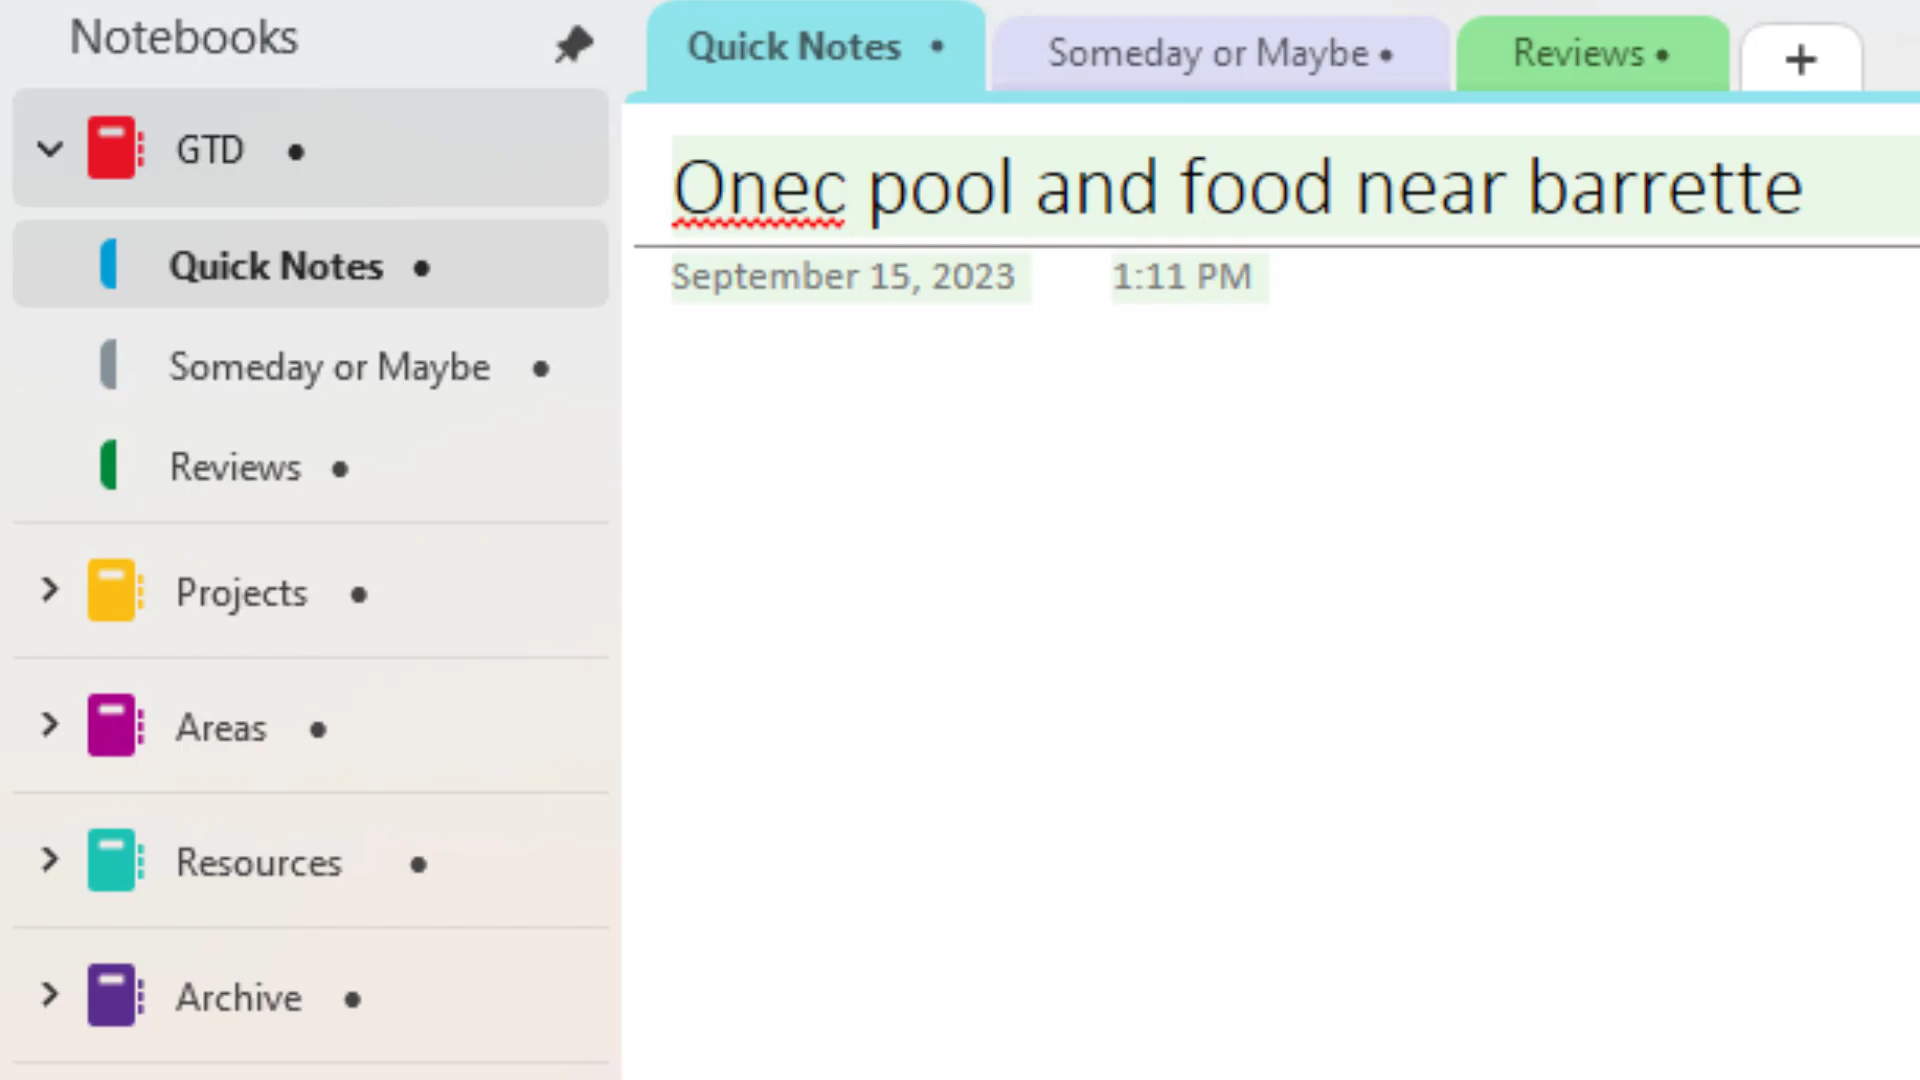 Notebooks
GTD
Quick Notes
Someday or Maybe
Reviews
Projects
Areas
Resources
Archive
Quick Notes
Someday or Maybe
Reviews
+
Onec pool and food near barrette
September 15, 2023 1:11 PM